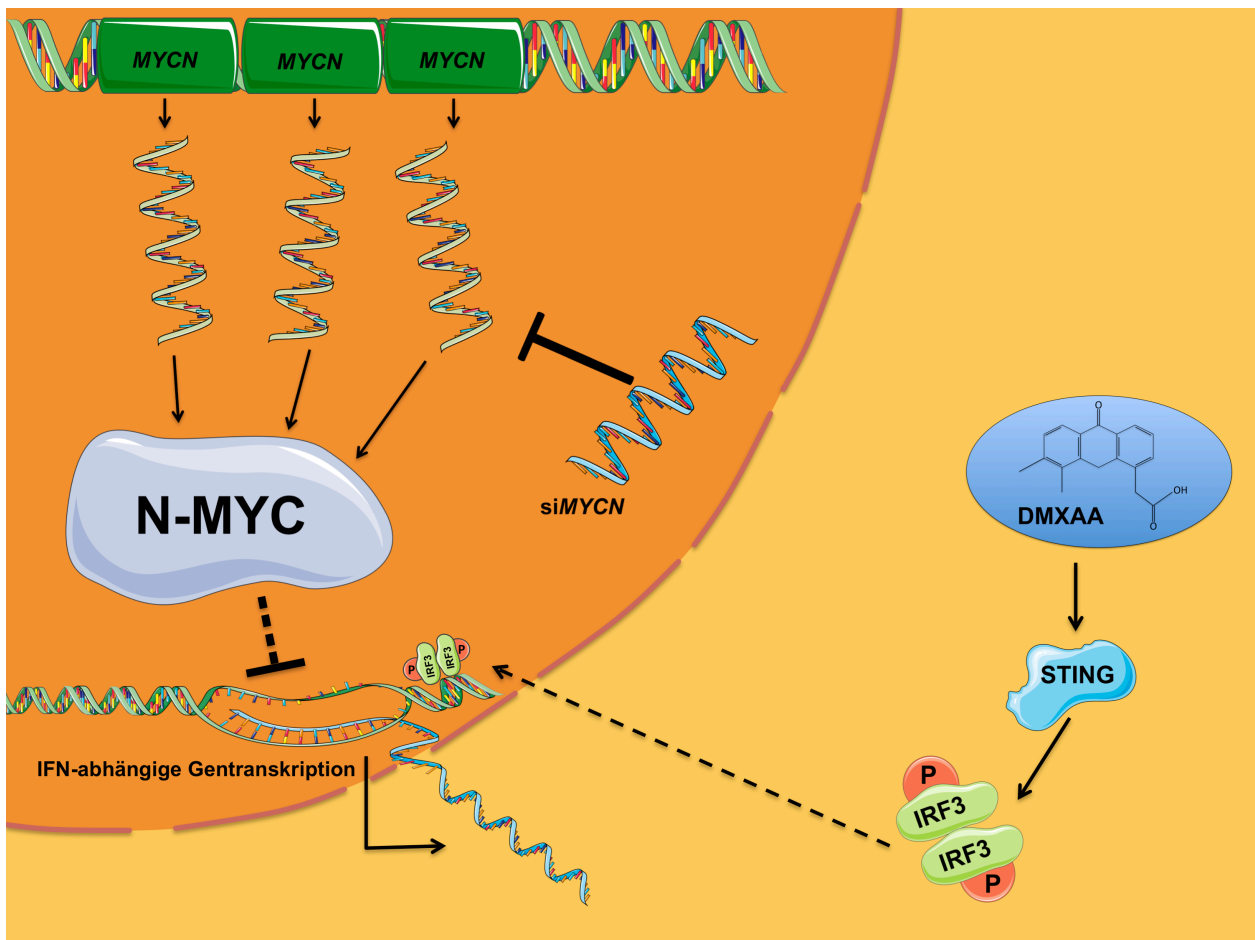 MYCN
MYCN
MYCN
N-MYC
siMYCN
O
OH
O
DMXAA
STING
P
IRF3
IRF3
P
P
IRF3
IRF3
P
IFN-abhängige Gentranskription